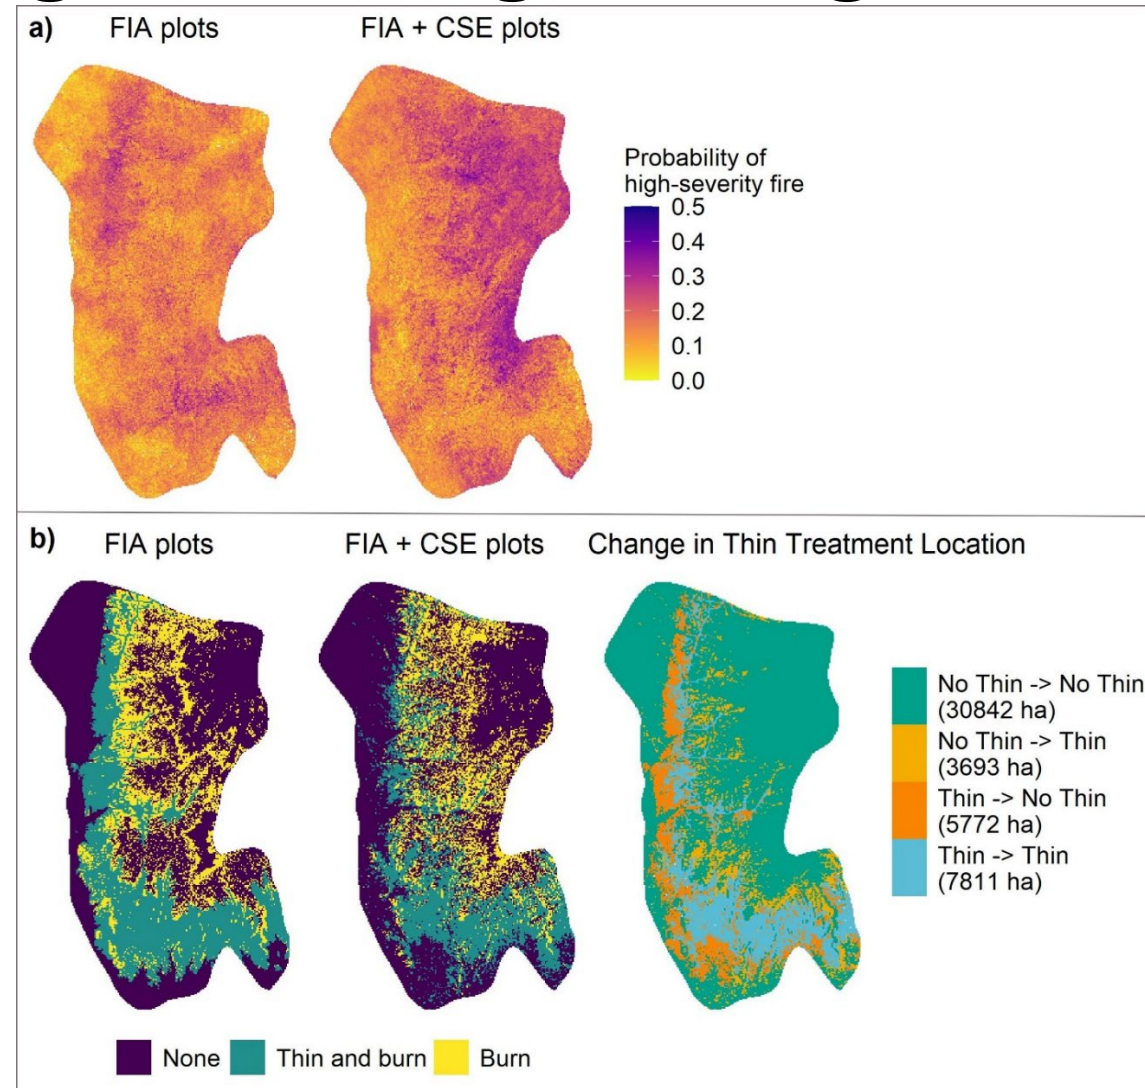 a) FIA plots FIA + CSE plots
Probability of
high-severity fire
0.5
0.4
0.3
0.2
0.1
0.0
b) FIA plots FIA + CSE plots Change in Thin Treatment Location
No Thin -> No Thin
(30842 ha)
No Thin -> Thin
(3693 ha)
Thin -> No Thin
(5772 ha)
Thin -> Thin
(7811 ha)
None Thin and burn Burn